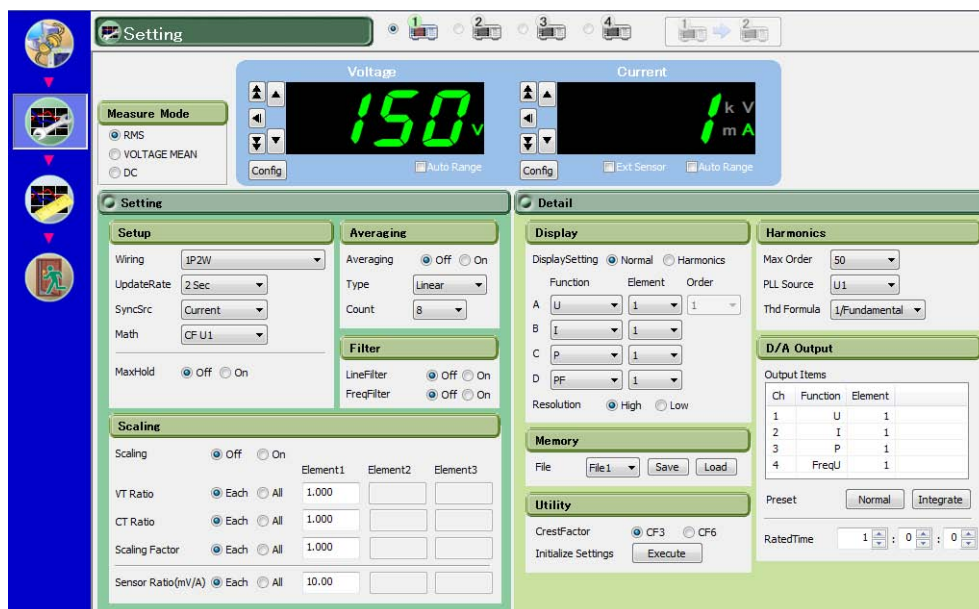 Setting
1 2 3 4
1 2
Voltage
Current
Measure Mode
RMS
VOLTAGE MEAN
DC
150 V
1 k V
m A
Config
Auto Range
Config
Ext Sensor
Auto Range
Setting
Setup
Wiring 1P2W
UpdateRate 2 Sec
SyncSrc Current
Math CF U1
MaxHold Off On
Averaging
Averaging Off On
Type Linear
Count 8
Filter
LineFilter Off On
FreqFilter Off On
Scaling
Scaling Off On
Element1 Element2 Element3
VT Ratio Each All 1.000
CT Ratio Each All 1.000
Scaling Factor Each All 1.000
Sensor Ratio(mV/A) Each All 10.00
Detail
Display
DisplaySetting Normal Harmonics
Function Element Order
A U 1 1
B I 1
C P 1
D PF 1
Resolution High Low
Memory
File File1 Save Load
Utility
CrestFactor CF3 CF6
Initialize Settings Execute
Harmonics
Max Order 50
PLL Source U1
Thd Formula 1/Fundamental
D/A Output
Output Items
Ch Function Element
1 U 1
2 I 1
3 P 1
4 FreqU 1
Preset Normal Integrate
RatedTime 1 : 0 : 0